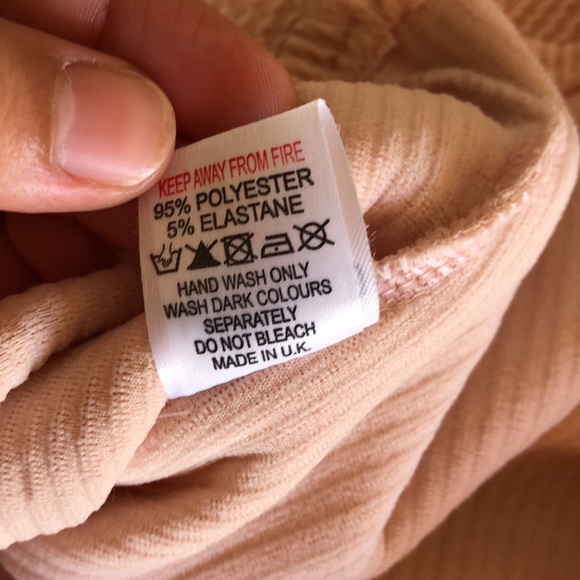 KEEP AWAY FROM FIRE
95% POLYESTER
5% ELASTANE
HAND WASH ONLY
WASH DARK COLOURS
SEPARATELY
DO NOT BLEACH
MADE IN U.K.